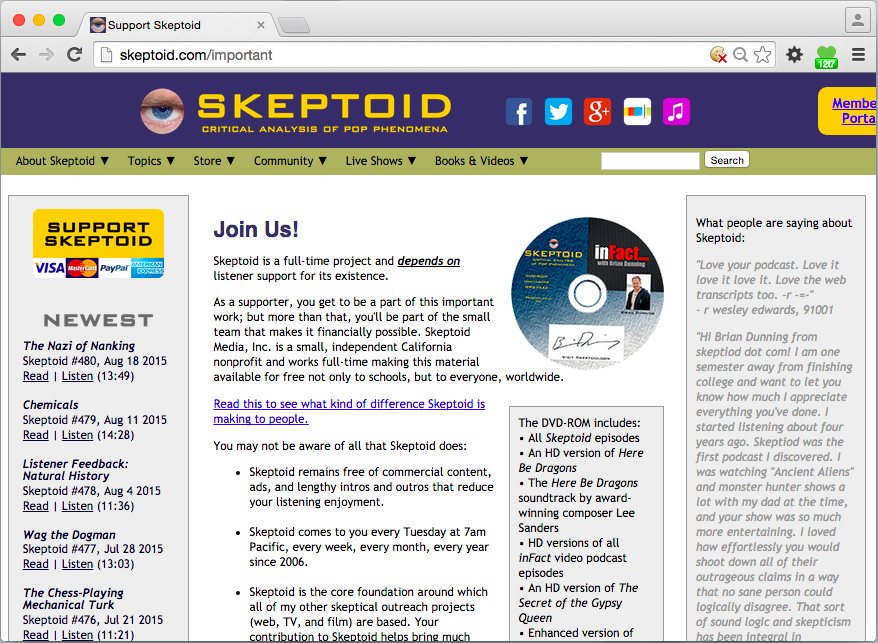 Support Skeptoid
skeptoid.com/important
127
SKEPTOID
CRITICAL ANALYSIS OF POP PHENOMENA
Membe
Porta
About Skeptoid ▼ Topics ▼ Store ▼ Community ▼ Live Shows ▼ Books & Videos ▼ Search
SUPPORT
SKEPTOID
VISA MasterCard PayPal AMERICAN EXPRESS
NEWEST
The Nazi of Nanking
Skeptoid #480, Aug 18 2015
Read | Listen (13:49)
Chemicals
Skeptoid #479, Aug 11 2015
Read | Listen (14:28)
Listener Feedback:
Natural History
Skeptoid #478, Aug 4 2015
Read | Listen (11:36)
Wag the Dogman
Skeptoid #477, Jul 28 2015
Read | Listen (13:03)
The Chess-Playing
Mechanical Turk
Skeptoid #476, Jul 21 2015
Read | Listen (11:21)
Join Us!
Skeptoid is a full-time project and depends on
listener support for its existence.
As a supporter, you get to be a part of this important
work; but more than that, you'll be part of the small
team that makes it financially possible. Skeptoid
Media, Inc. is a small, independent California
nonprofit and works full-time making this material
available for free not only to schools, but to everyone, worldwide.
Read this to see what kind of difference Skeptoid is
making to people.
You may not be aware of all that Skeptoid does:
• Skeptoid remains free of commercial content,
ads, and lengthy intros and outros that reduce
your listening enjoyment.
• Skeptoid comes to you every Tuesday at 7am
Pacific, every week, every month, every year
since 2006.
• Skeptoid is the core foundation around which
all of my other skeptical outreach projects
(web, TV, and film) are based. Your
contribution to Skeptoid helps bring much
SKEPTOID
inFact...
with Brian Dunning
Visit Skeptoid.com
The DVD-ROM includes:
• All Skeptoid episodes
• An HD version of Here
Be Dragons
• The Here Be Dragons
soundtrack by award-
winning composer Lee
Sanders
• HD versions of all
inFact video podcast
episodes
• An HD version of The
Secret of the Gypsy
Queen
• Enhanced version of
What people are saying about
Skeptoid:
"Love your podcast. Love it
love it love it. Love the web
transcripts too. -r -=-"
- r wesley edwards, 91001
"Hi Brian Dunning from
skeptiod dot com! I am one
semester away from finishing
college and want to let you
know how much I appreciate
everything you've done. I
started listening about four
years ago. Skeptiod was the
first podcast I discovered. I
was watching "Ancient Aliens"
and monster hunter shows a
lot with my dad at the time,
and your show was so much
more entertaining. I loved
how effortlessly you would
shoot down all of their
outrageous claims in a way
that no sane person could
logically disagree. That sort
of sound logic and skepticism
has been integral in